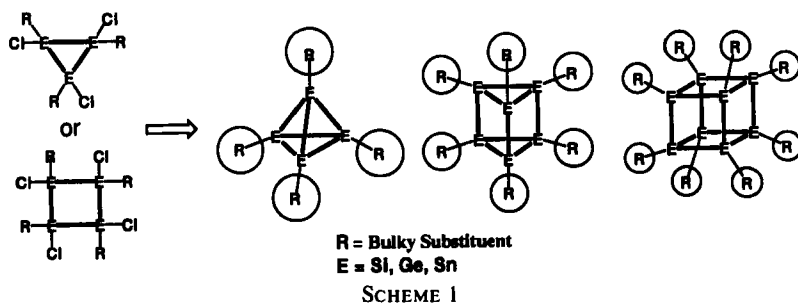 R Cl
Cl E E R
E
R Cl
or
R Cl
Cl E E R
R E E Cl
Cl R
R
E
R E E R
E
R
R
R E E R
E
E E
R E R
R
R R
R E E R
E E
E E
R E E R
R R
R = Bulky Substituent
E = Si, Ge, Sn
SCHEME 1